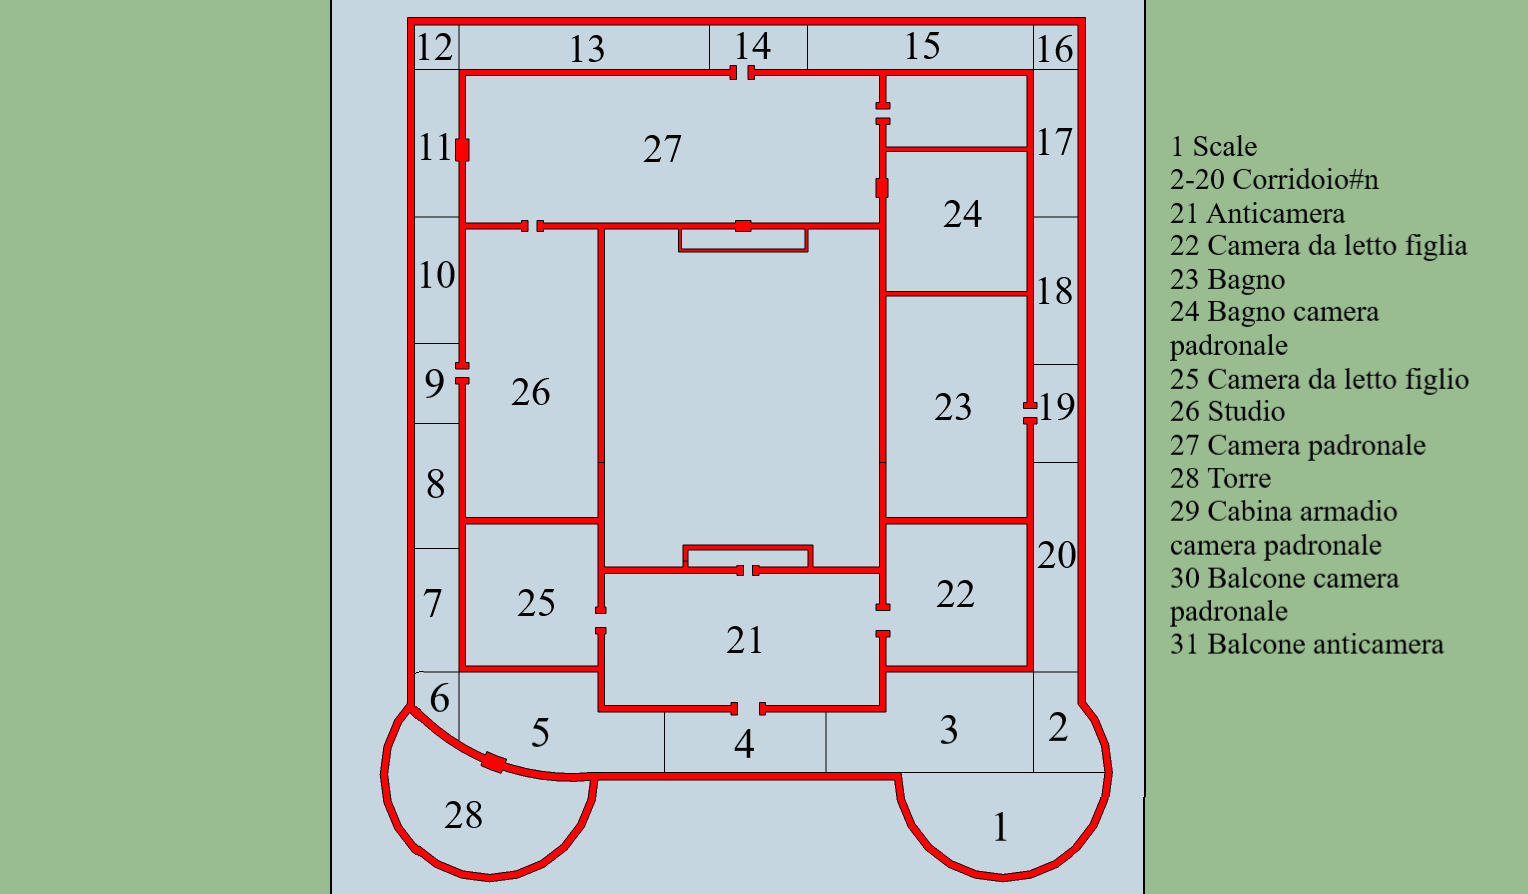 12 13 14 15 16
11 27 17
24
10 18
9 26 23 19
8
20
7 25 22
21
6 5 4 3 2
28 1
1 Scale
2-20 Corridoio#n
21 Anticamera
22 Camera da letto figlia
23 Bagno
24 Bagno camera
padronale
25 Camera da letto figlio
26 Studio
27 Camera padronale
28 Torre
29 Cabina armadio
camera padronale
30 Balcone camera
padronale
31 Balcone anticamera